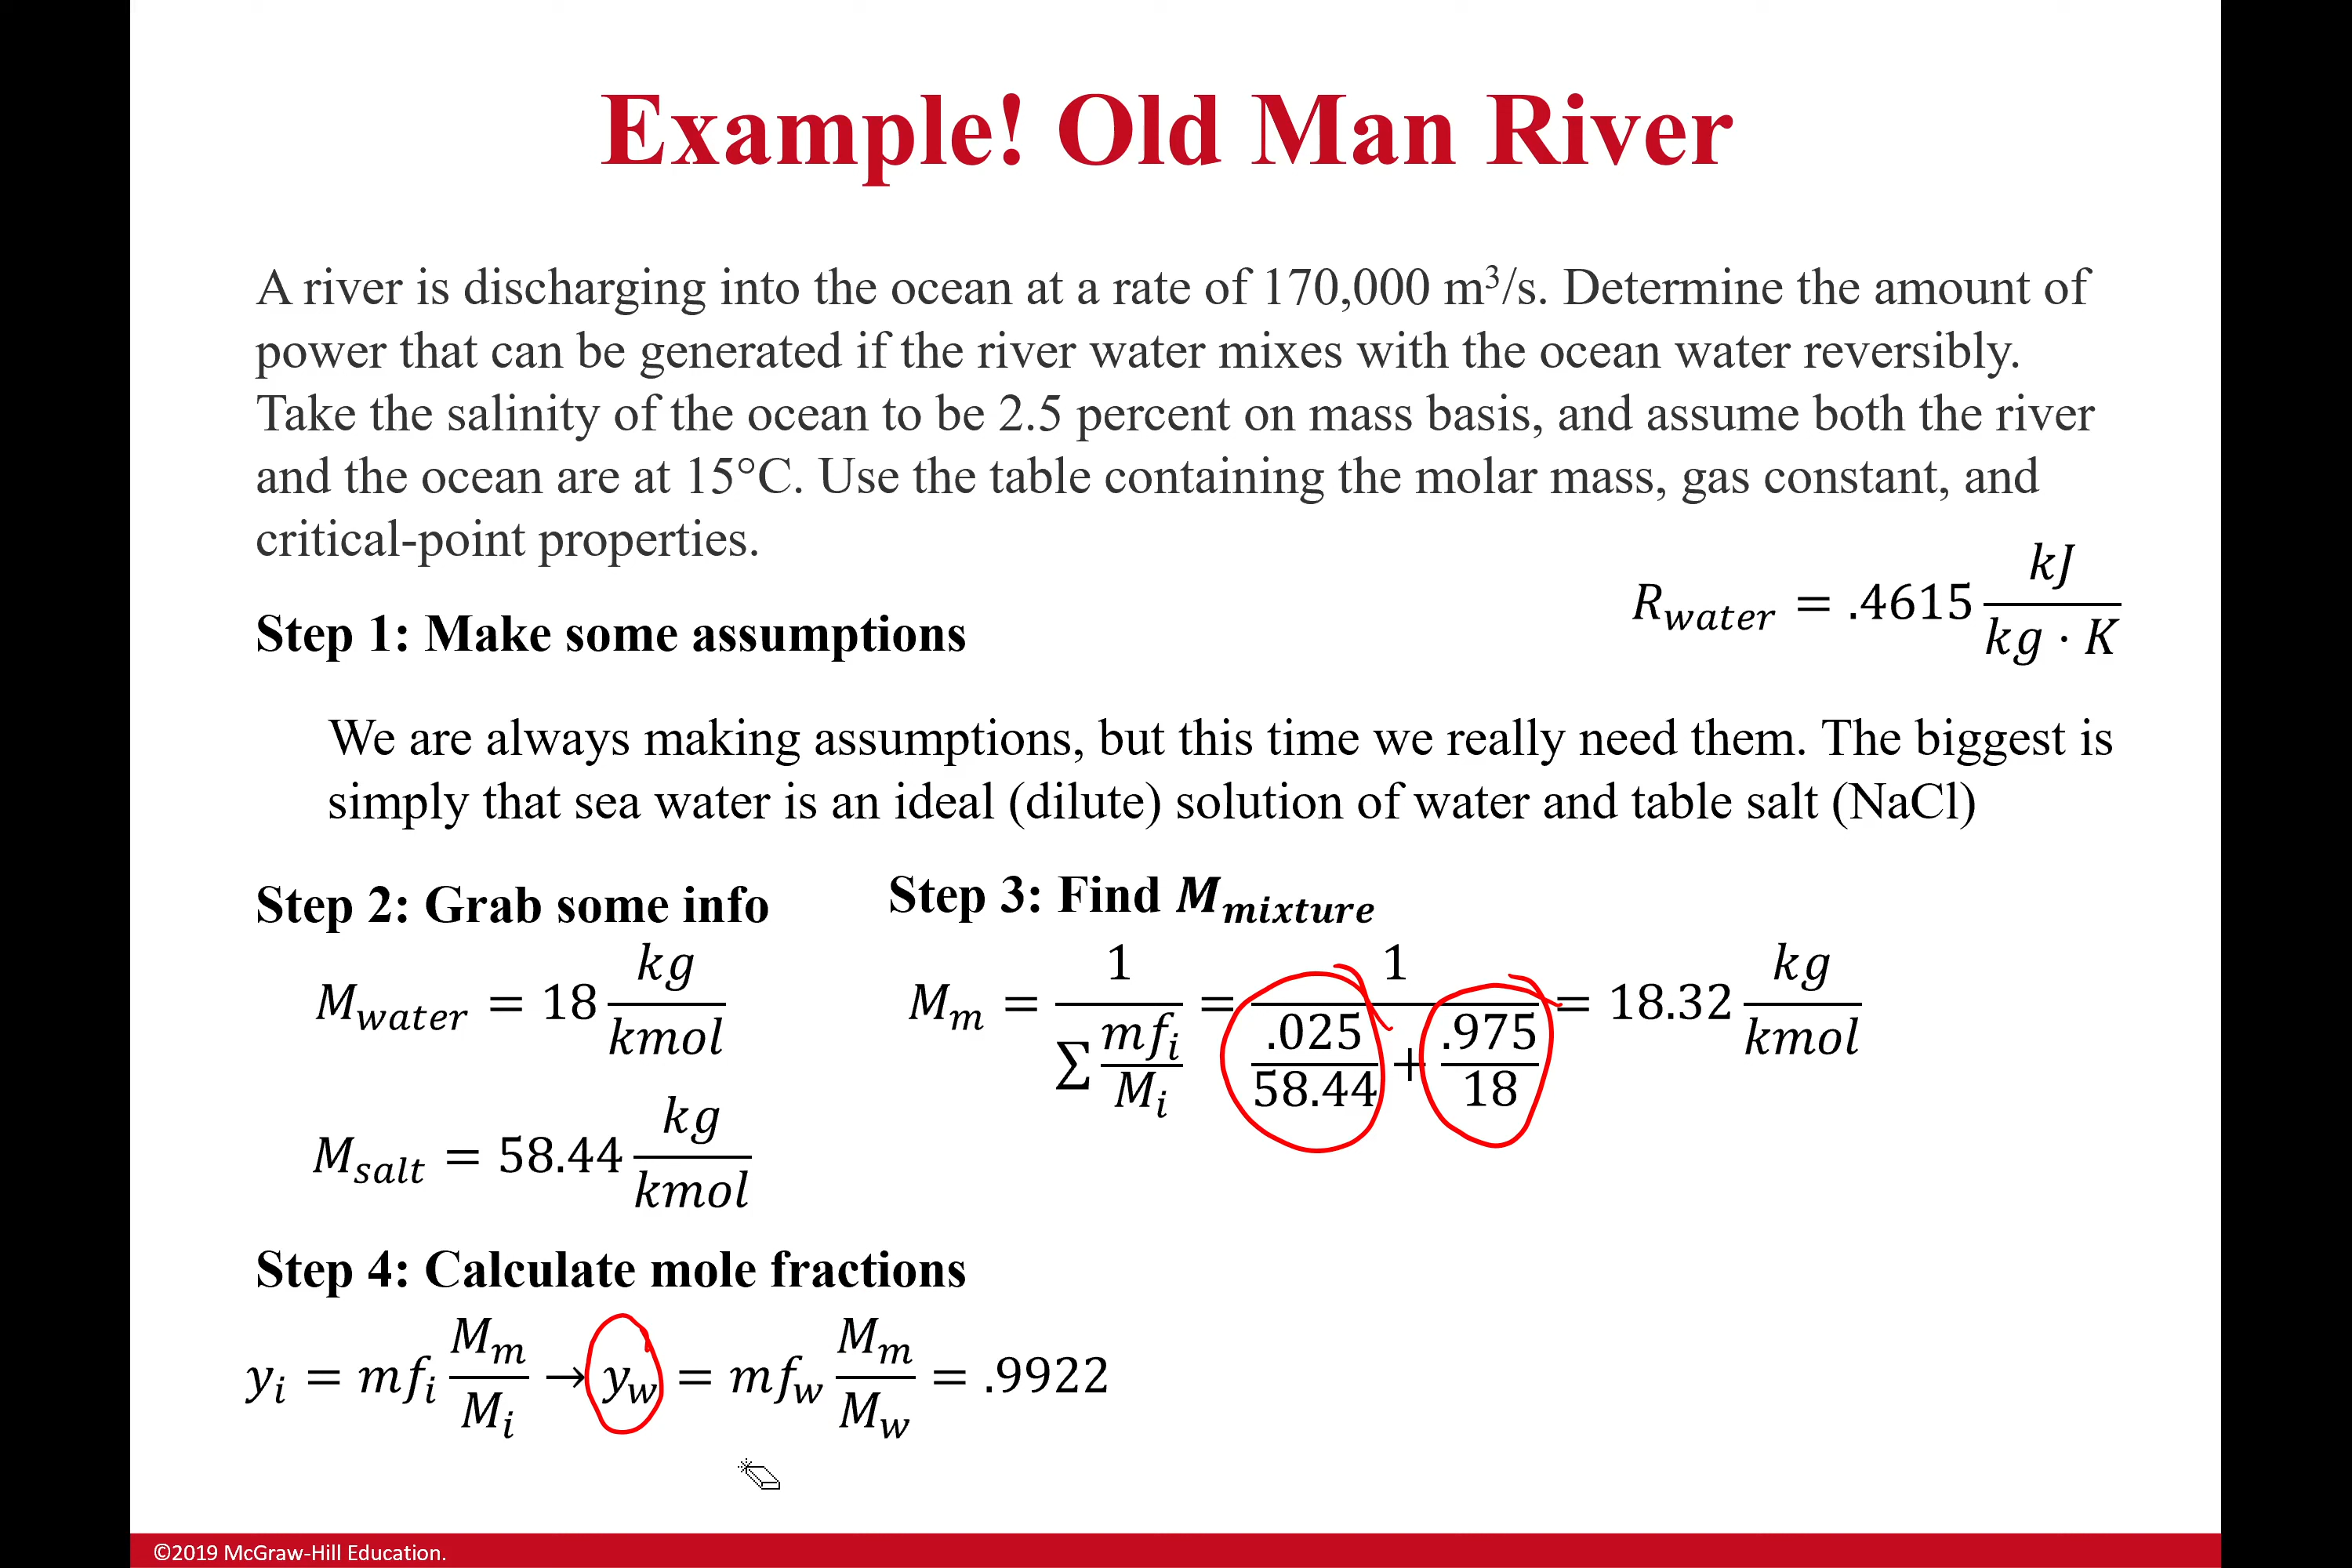 Example! Old Man River
A river is discharging into the ocean at a rate of 170,000 m³/s. Determine the amount of
power that can be generated if the river water mixes with the ocean water reversibly.
Take the salinity of the ocean to be 2.5 percent on mass basis, and assume both the river
and the ocean are at 15°C. Use the table containing the molar mass, gas constant, and
critical-point properties.
R_water = .4615 kJ/(kg · K)
Step 1: Make some assumptions
We are always making assumptions, but this time we really need them. The biggest is
simply that sea water is an ideal (dilute) solution of water and table salt (NaCl)
Step 2: Grab some info
M_water = 18 kg/kmol
M_salt = 58.44 kg/kmol
Step 3: Find M_mixture
M_m = 1/(∑ mf_i/M_i) = 1/(.025/58.44 + .975/18) = 18.32 kg/kmol
Step 4: Calculate mole fractions
y_i = mf_i M_m/M_i → y_w = mf_w M_m/M_w = .9922
©2019 McGraw-Hill Education.